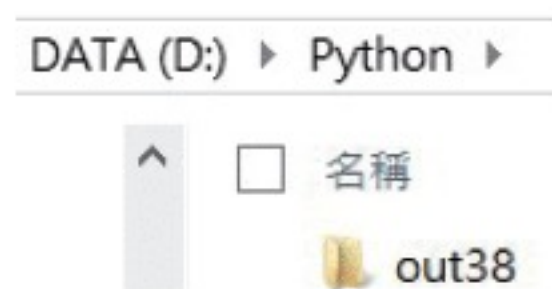 DATA (D:) ▶ Python ▶
名稱
out38